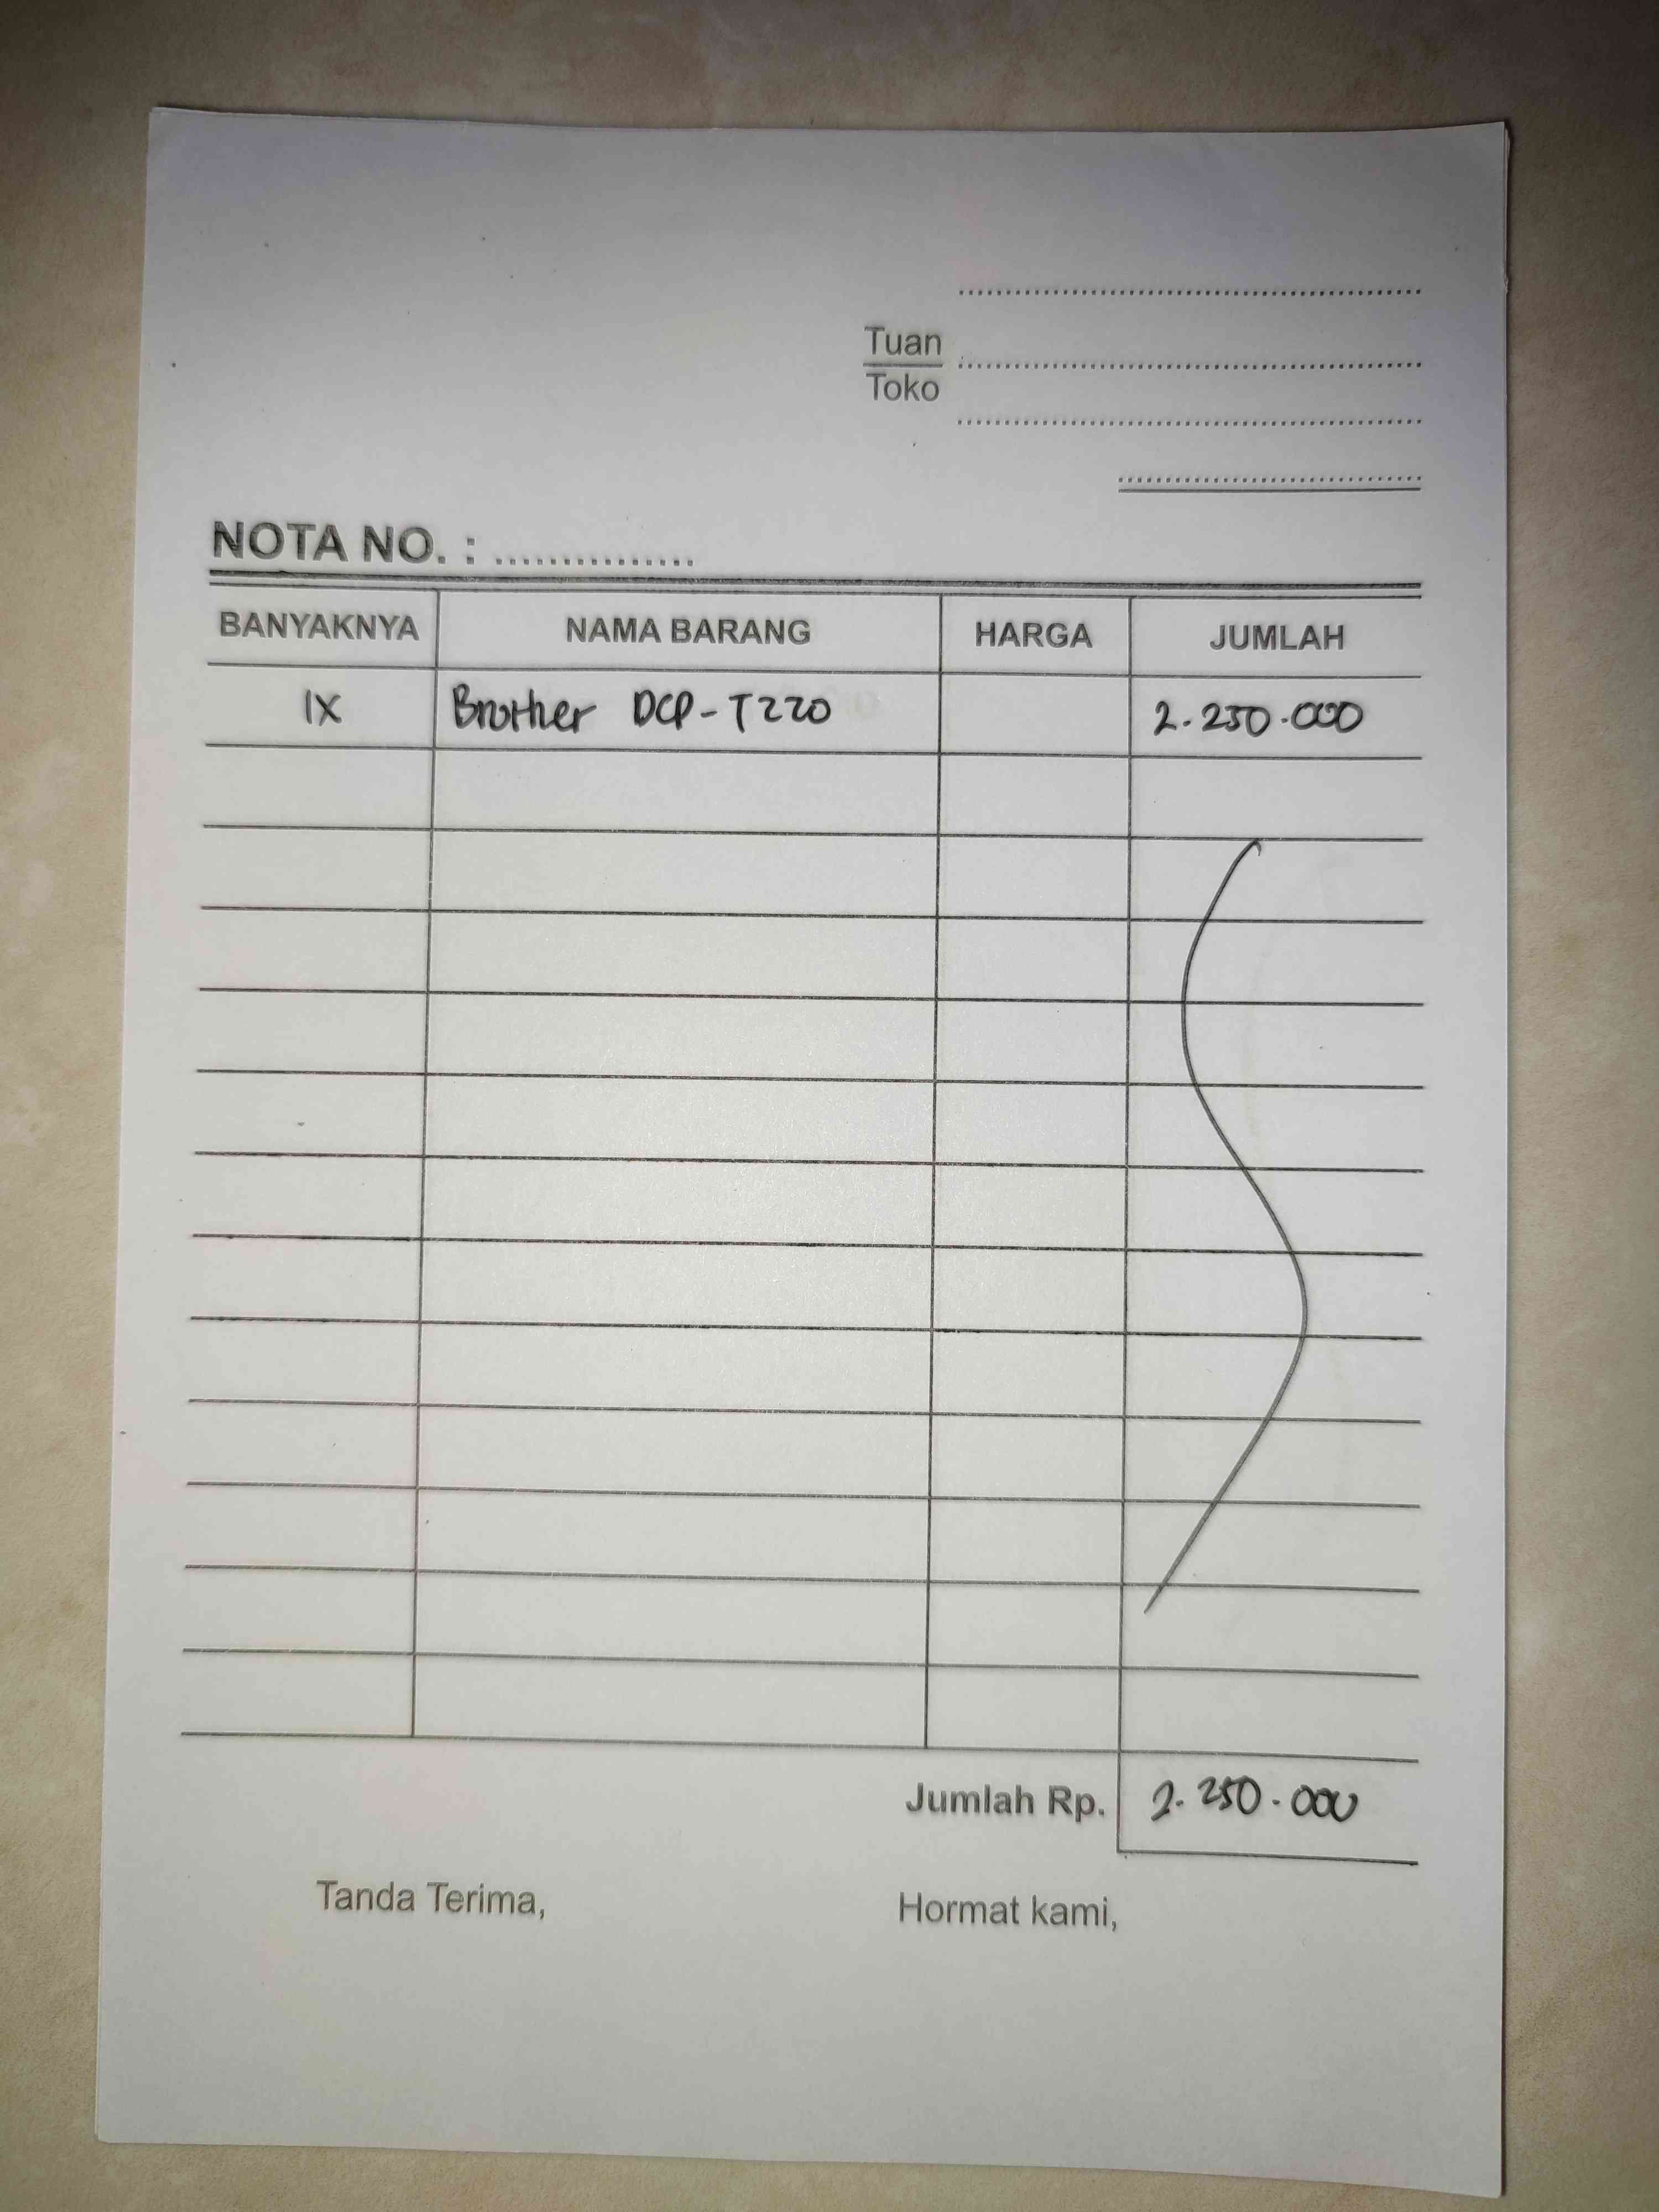 Tuan
Toko
NOTA NO. : ...............
BANYAKNYA NAMA BARANG HARGA JUMLAH
1X Brother DCP-T220 2.250.000
Jumlah Rp. 2.250.000
Tanda Terima, Hormat kami,